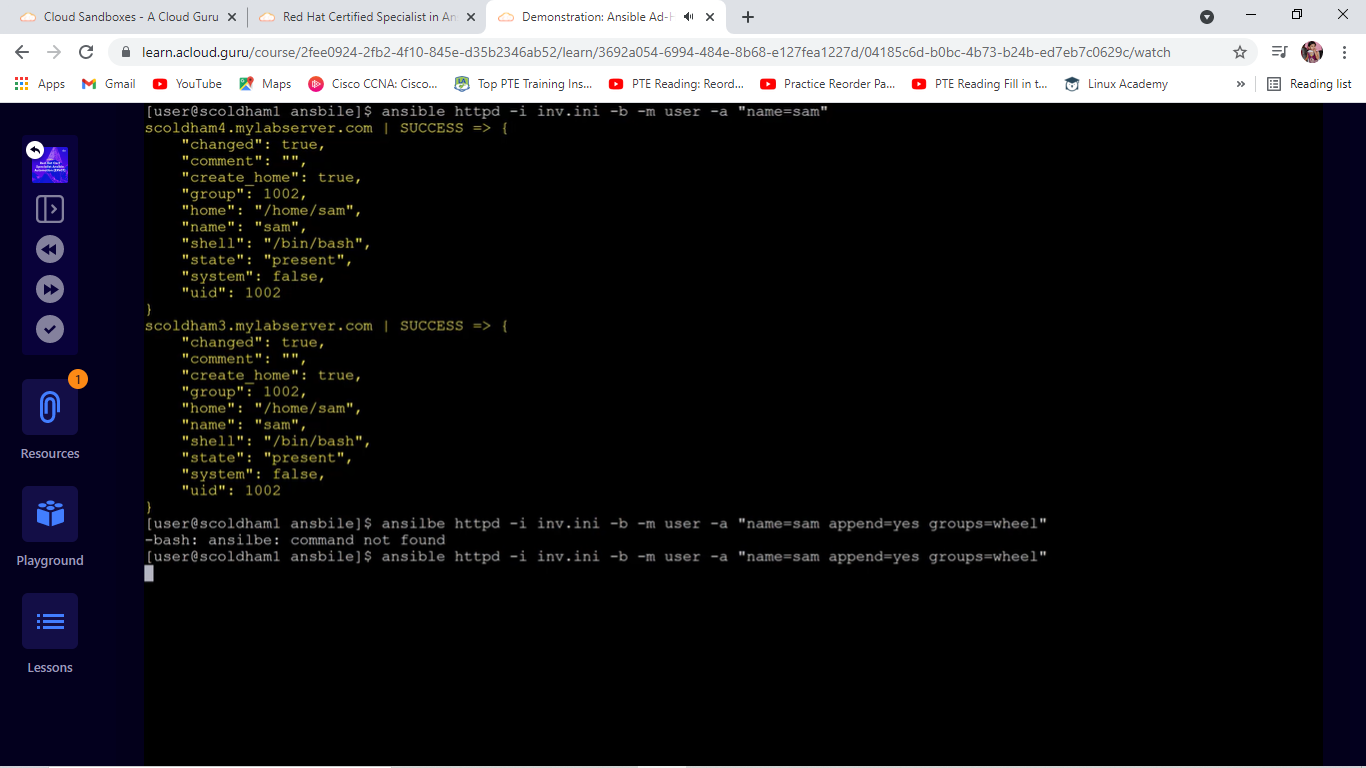 Cloud Sandboxes - A Cloud Guru
Red Hat Certified Specialist in An
Demonstration: Ansible Ad-H
learn.acloud.guru/course/2fee0924-2fb2-4f10-845e-d35b2346ab52/learn/3692a054-6994-484e-8b68-e127fea1227d/04185c6d-b0bc-4b73-b24b-ed7eb7c0629c/watch
Apps Gmail YouTube Maps Cisco CCNA: Cisco... Top PTE Training Ins... PTE Reading: Reord... Practice Reorder Pa... PTE Reading Fill in t... Linux Academy » Reading list
[user@scoldham1 ansbile]$ ansible httpd -i inv.ini -b -m user -a "name=sam"
scoldham4.mylabserver.com | SUCCESS => {
"changed": true,
"comment": "",
"create_home": true,
"group": 1002,
"home": "/home/sam",
"name": "sam",
"shell": "/bin/bash",
"state": "present",
"system": false,
"uid": 1002
}
scoldham3.mylabserver.com | SUCCESS => {
"changed": true,
"comment": "",
"create_home": true,
"group": 1002,
"home": "/home/sam",
"name": "sam",
"shell": "/bin/bash",
"state": "present",
"system": false,
"uid": 1002
}
[user@scoldham1 ansbile]$ ansilbe httpd -i inv.ini -b -m user -a "name=sam append=yes groups=wheel"
-bash: ansilbe: command not found
[user@scoldham1 ansbile]$ ansible httpd -i inv.ini -b -m user -a "name=sam append=yes groups=wheel"
1
Resources
Playground
Lessons